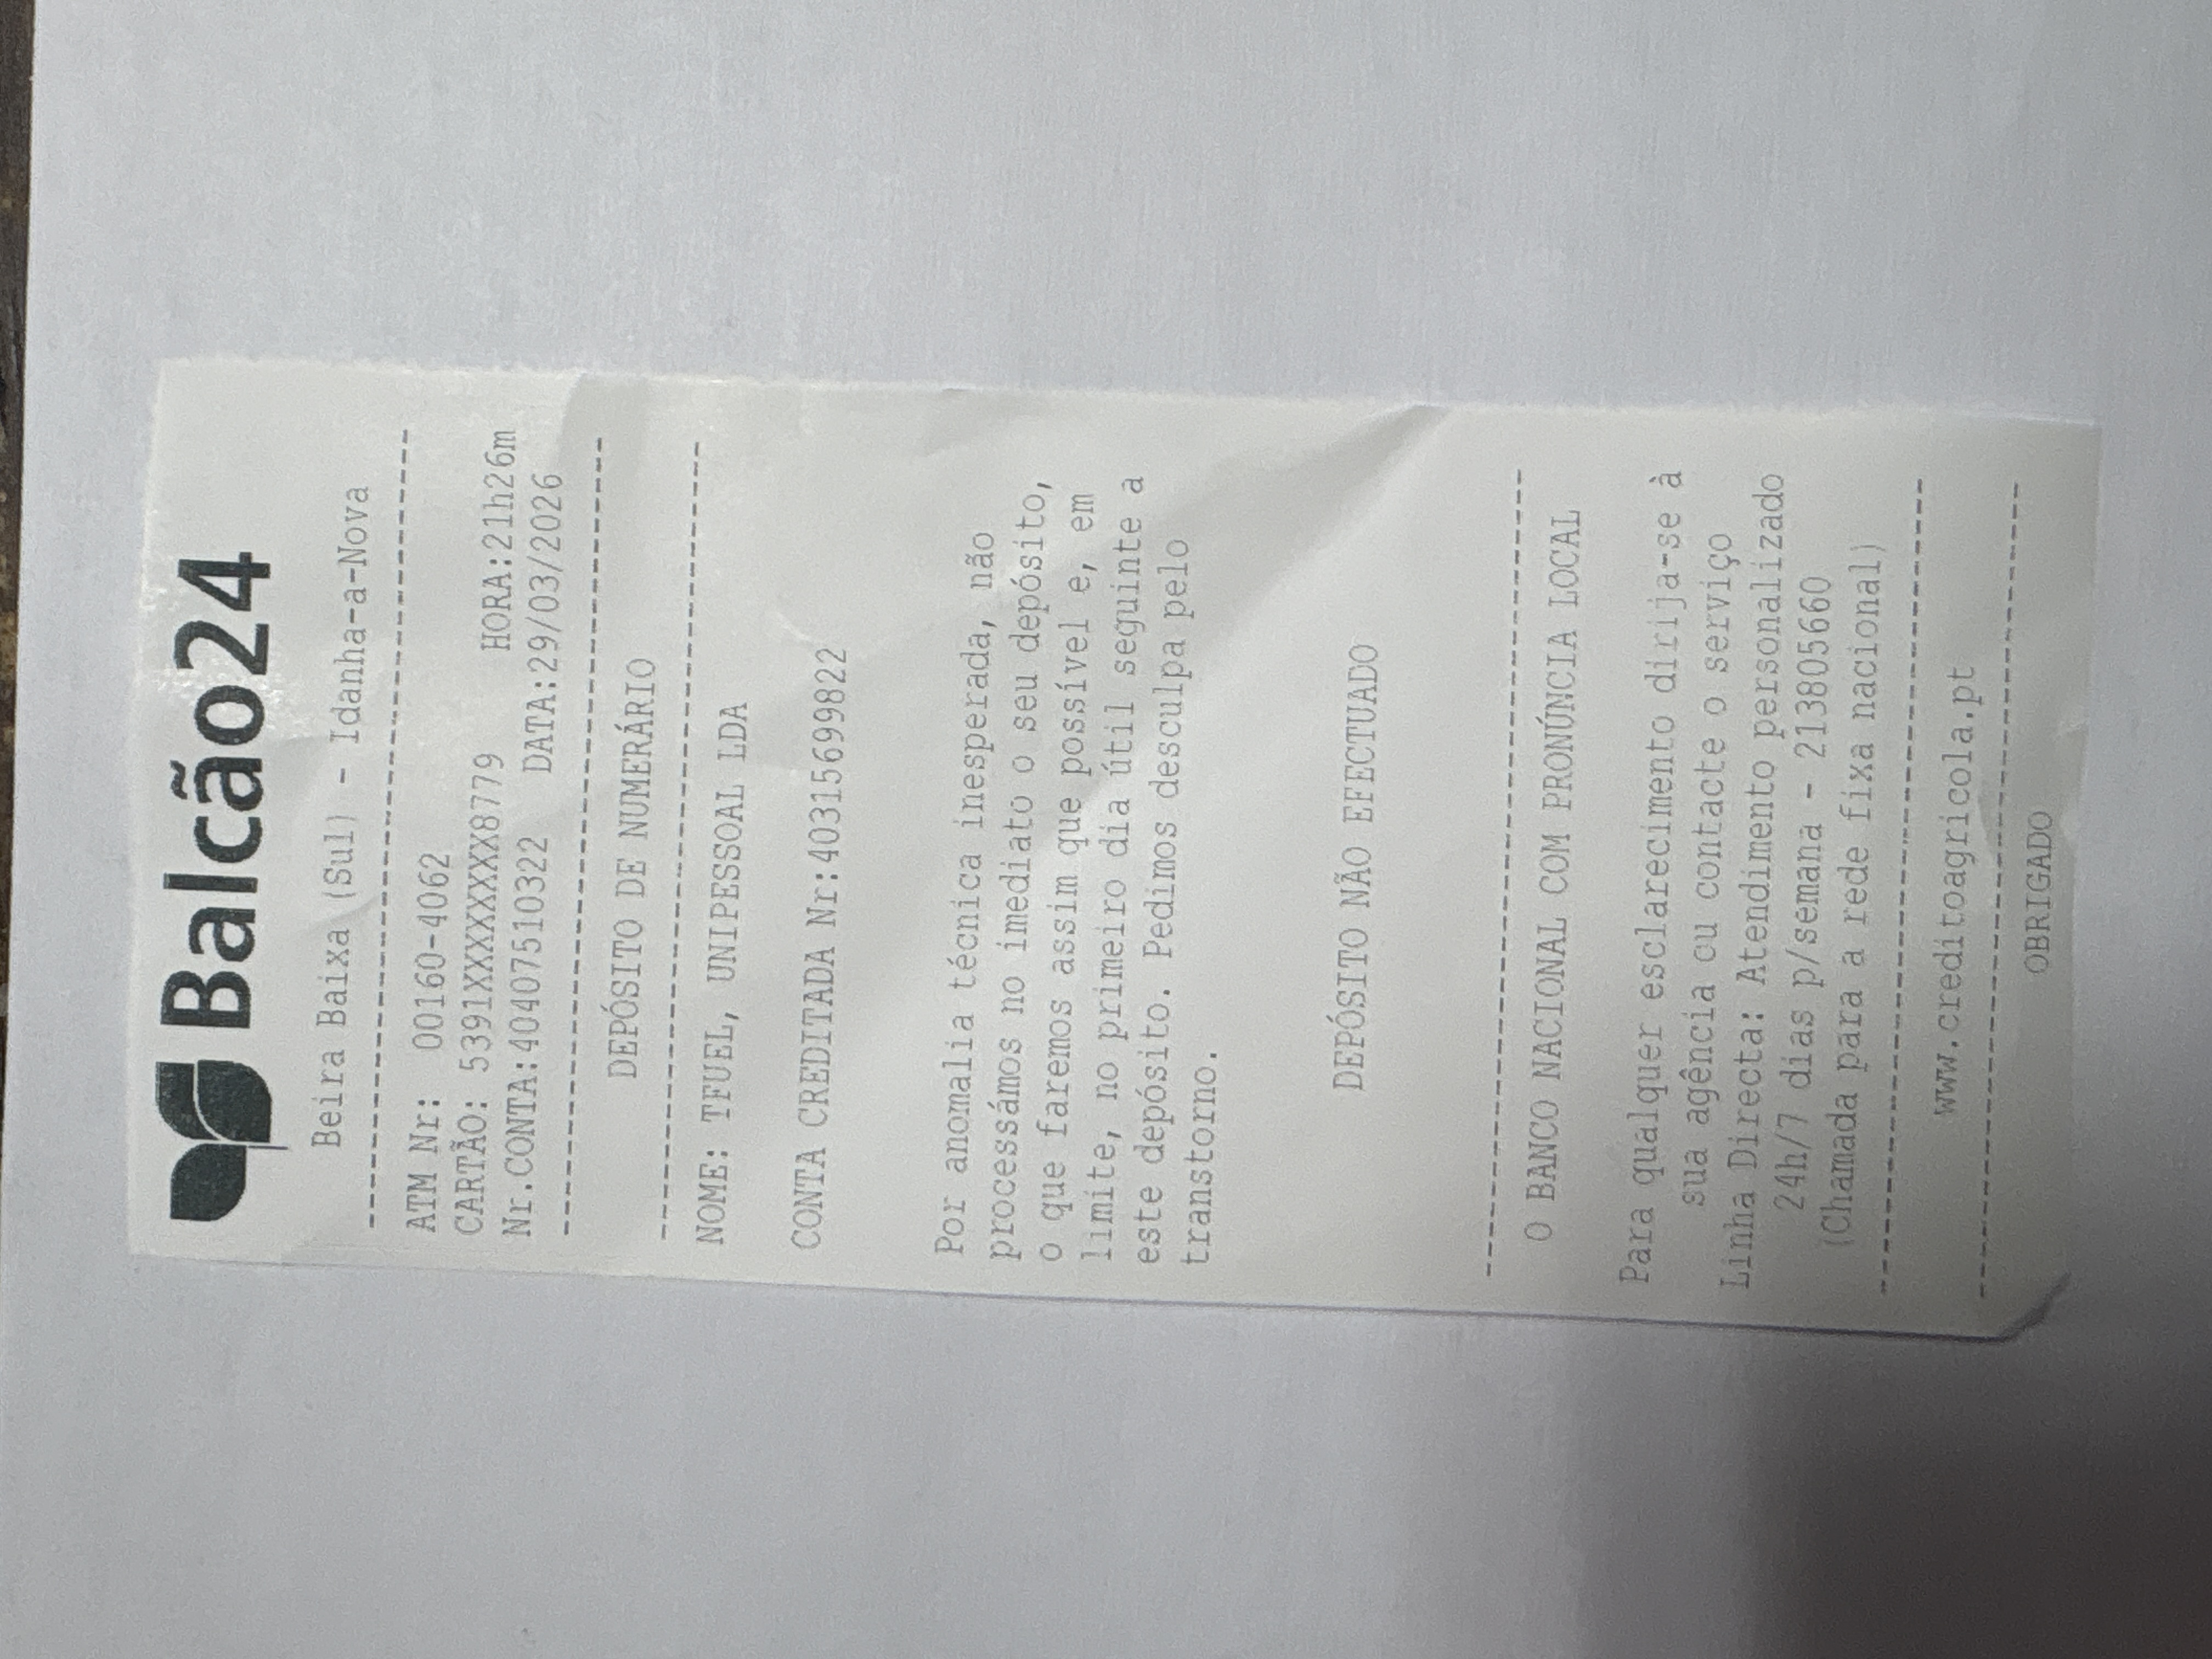 Balcão24
Beira Baixa (Sul) - Idanha-a-Nova
--------------------------------------------------
ATM Nr: 00160-4062
CARTÃO: 5391XXXXXXXXX8779 HORA:21h26m
Nr.CONTA:40407510322 DATA:29/03/2026
--------------------------------------------------
DEPÓSITO DE NUMERÁRIO
--------------------------------------------------
NOME: TFUEL, UNIPESSOAL LDA
CONTA CREDITADA Nr:40315699822
Por anomalia técnica inesperada, não
processámos no imediato o seu depósito,
o que faremos assim que possível e, em
limite, no primeiro dia útil seguinte a
este depósito. Pedimos desculpa pelo
transtorno.
DEPÓSITO NÃO EFECTUADO
--------------------------------------------------
O BANCO NACIONAL COM PRONÚNCIA LOCAL
Para qualquer esclarecimento dirija-se à
sua agência cu contacte o serviço
Linha Directa: Atendimento personalizado
24h/7 dias p/semana - 213805660
(Chamada para a rede fixa nacional)
--------------------------------------------------
www.creditoagricola.pt
--------------------------------------------------
OBRIGADO